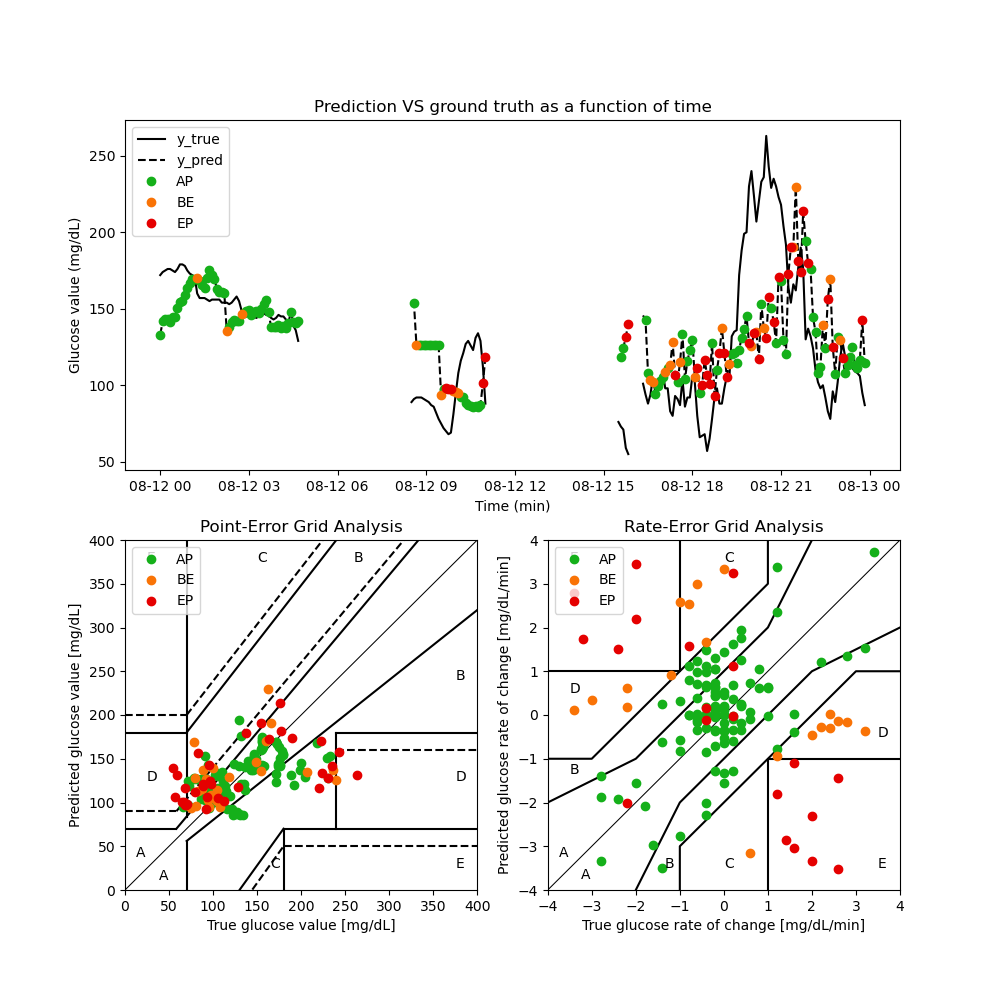 Prediction VS ground truth as a function of time
Glucose value (mg/dL)
250
200
150
100
50
y_true
y_pred
AP
BE
EP
08-12 00
08-12 03
08-12 06
08-12 09
08-12 12
08-12 15
08-12 18
08-12 21
08-13 00
Time (min)
Point-Error Grid Analysis
Predicted glucose value [mg/dL]
400
350
300
250
200
150
100
50
0
AP
BE
EP
C
B
B
D
D
A
A
C
E
0
50
100
150
200
250
300
350
400
True glucose value [mg/dL]
Rate-Error Grid Analysis
Predicted glucose rate of change [mg/dL/min]
4
3
2
1
0
−1
−2
−3
−4
AP
BE
EP
C
D
D
B
A
A
B
C
E
−4
−3
−2
−1
0
1
2
3
4
True glucose rate of change [mg/dL/min]